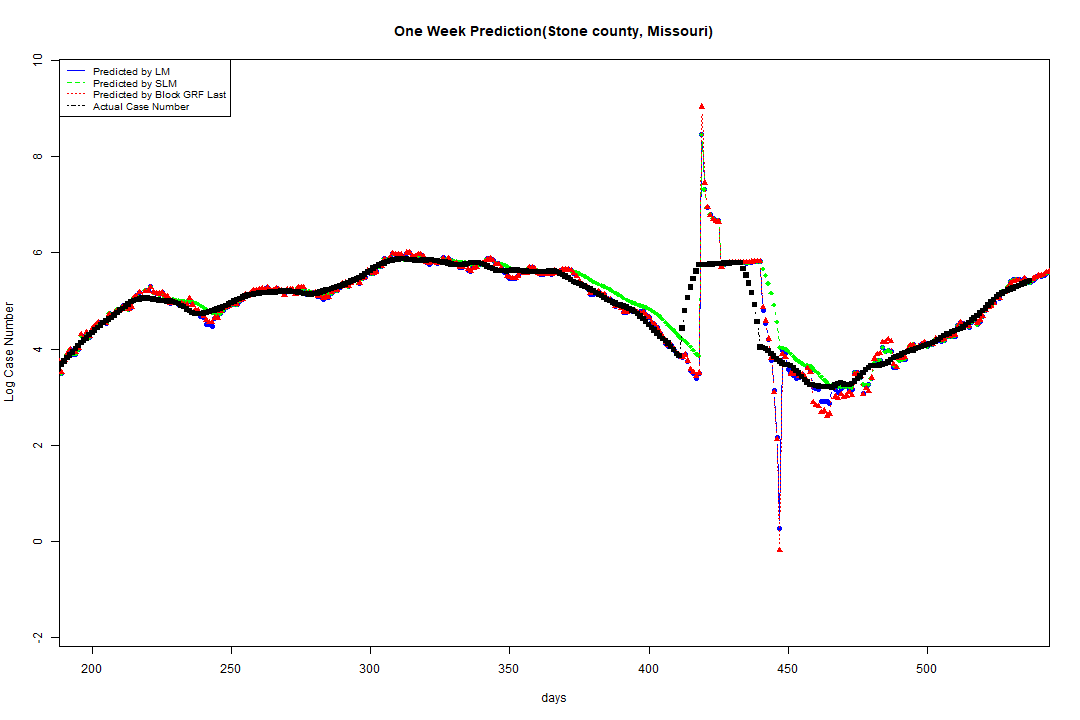 One Week Prediction(Stone county, Missouri)
Predicted by LM
Predicted by SLM
Predicted by Block GRF Last
Actual Case Number
Log Case Number
10
8
6
4
2
0
-2
200 250 300 350 400 450 500
days